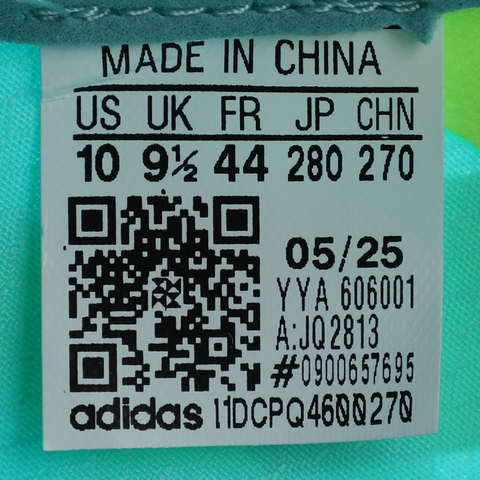 MADE IN CHINA
US UK FR JP CHN
10 9½ 44 280 270
05/25
YYA 606001
A:JQ2813
#0900657695
adidas 11DCPQ4600270